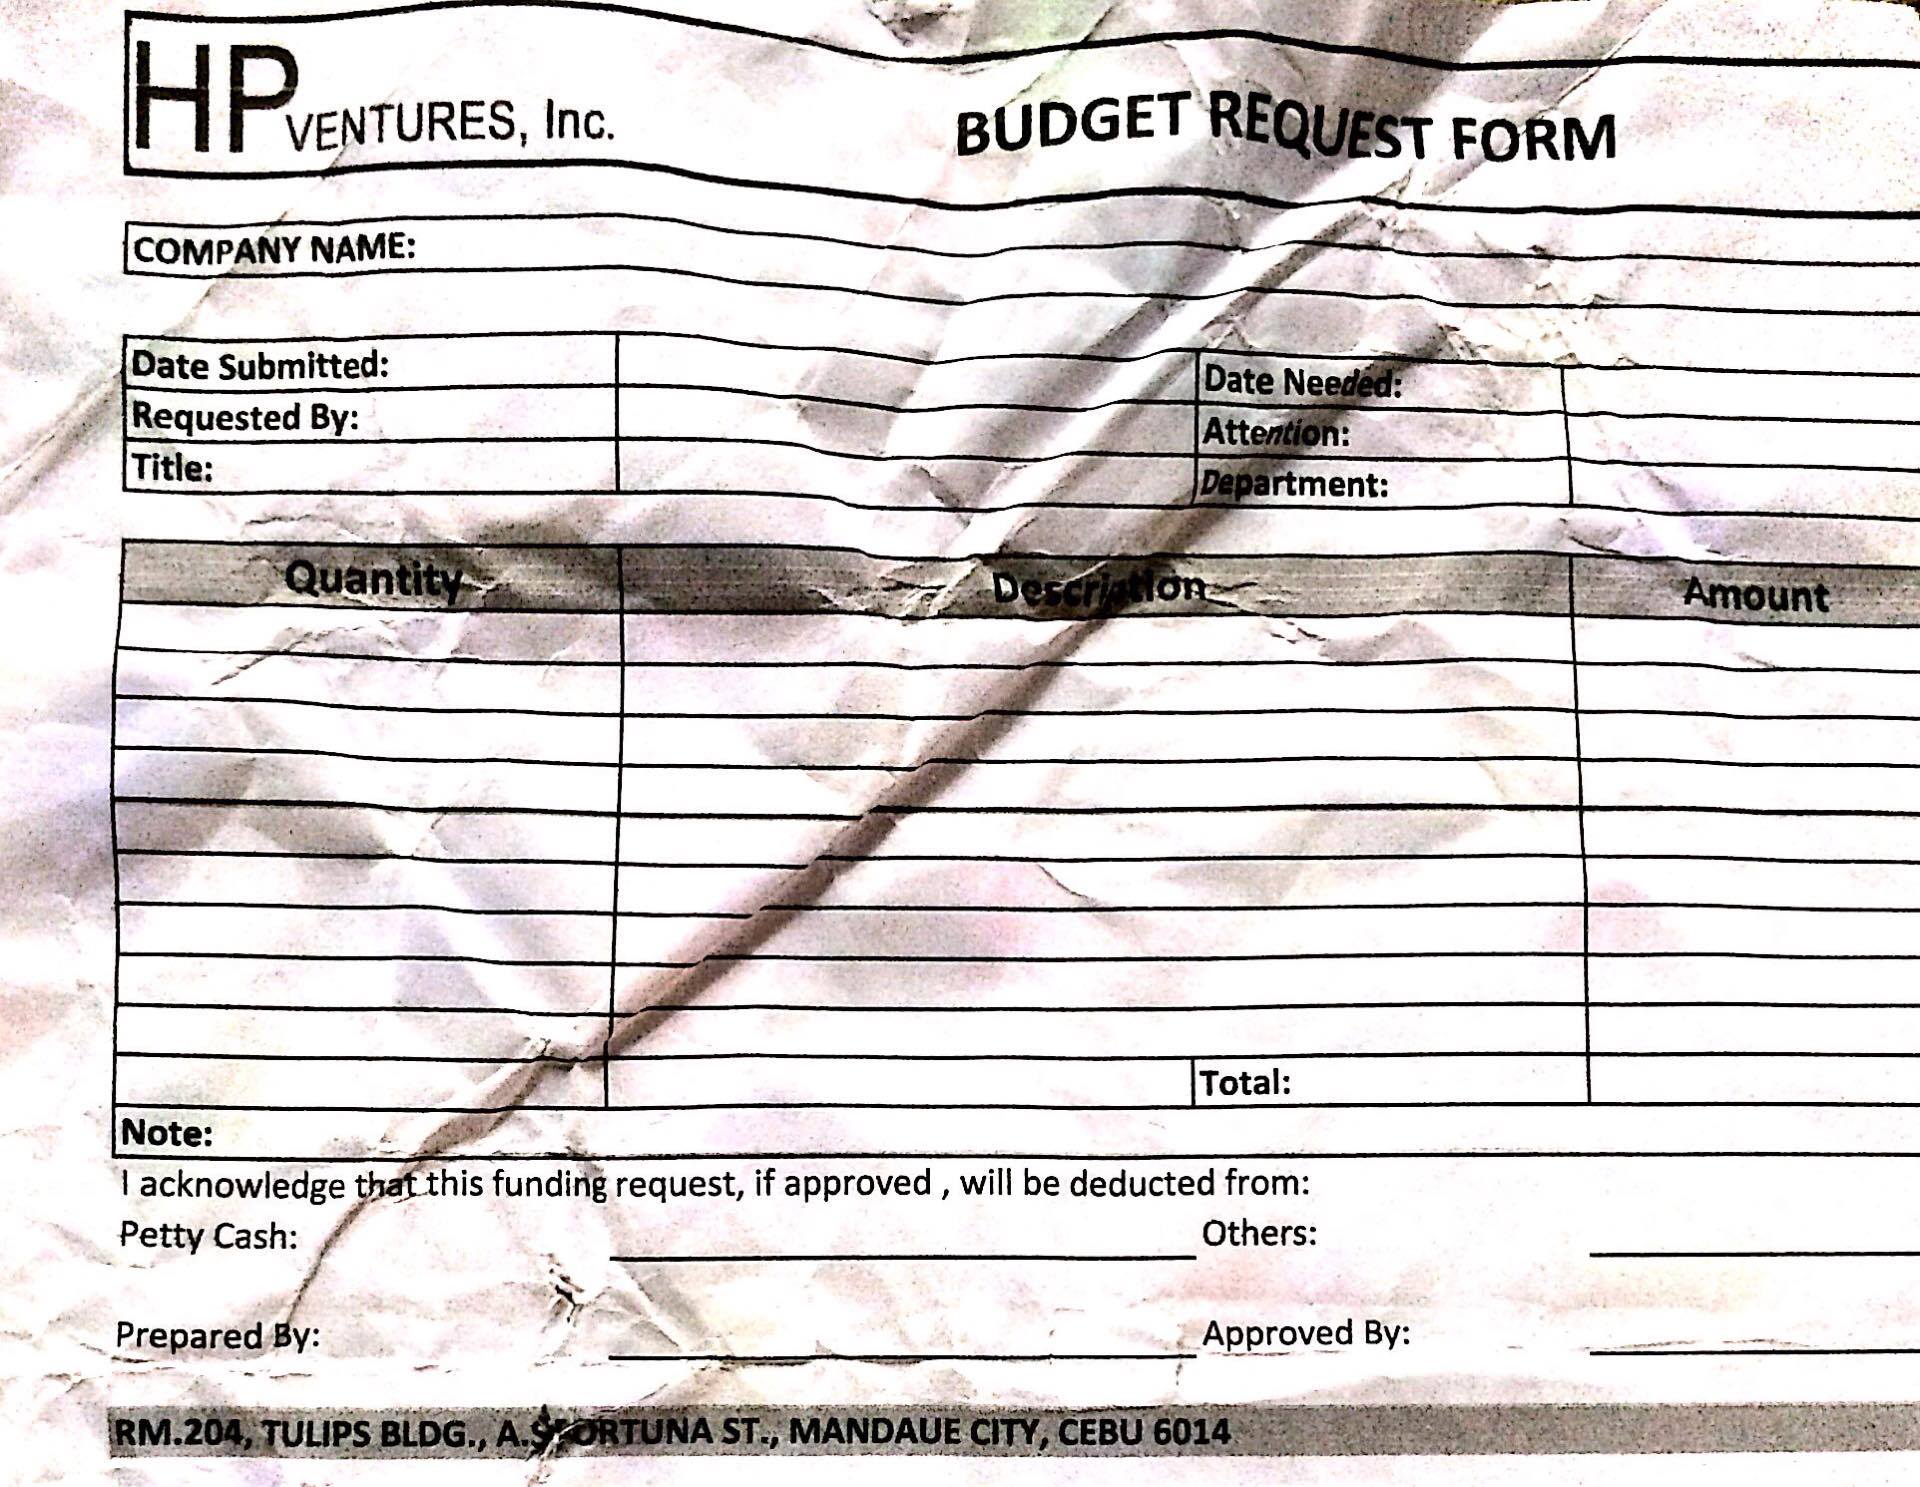 HP VENTURES, Inc. BUDGET REQUEST FORM
COMPANY NAME:
Date Submitted: Date Needed:
Requested By: Attention:
Title: Department:
Quantity Description Amount
Total:
Note:
I acknowledge that this funding request, if approved , will be deducted from:
Petty Cash: Others:
Prepared By: Approved By:
RM.204, TULIPS BLDG., A.S FORTUNA ST., MANDAUE CITY, CEBU 6014